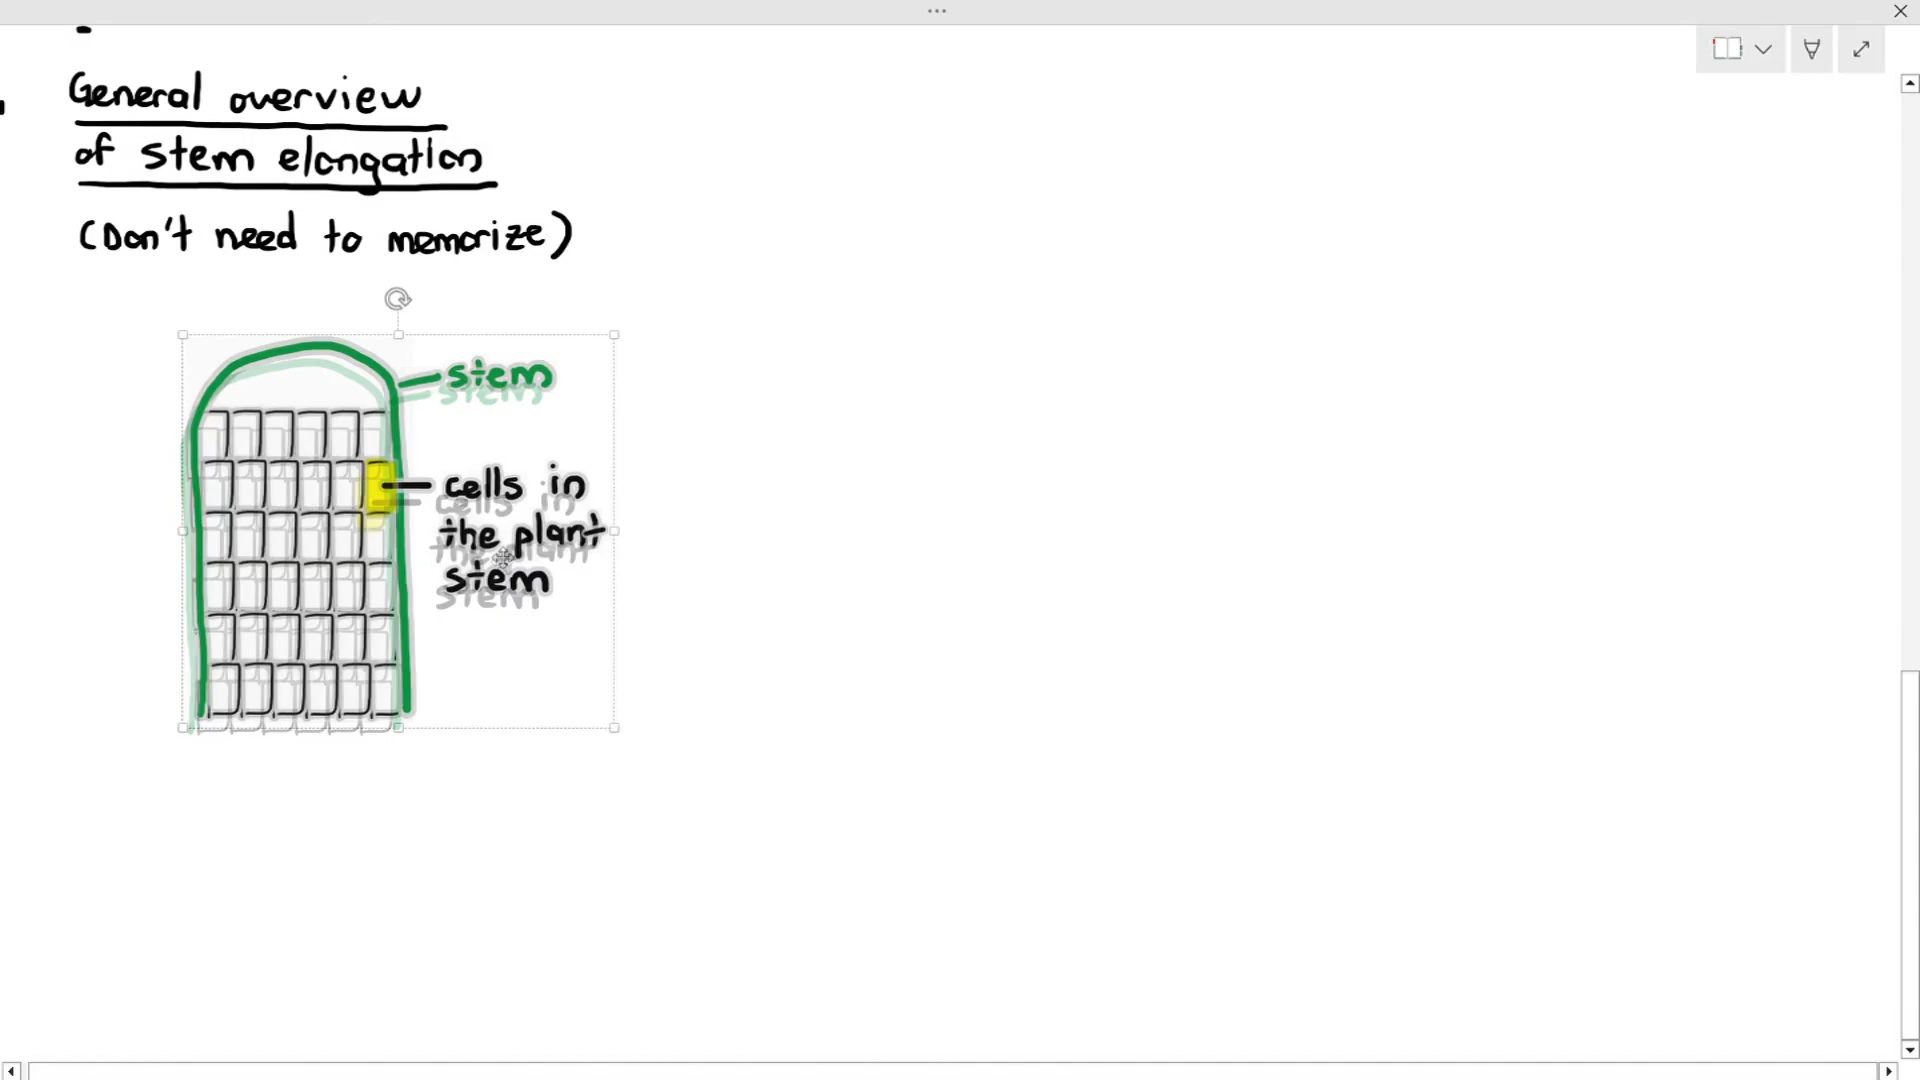 General overview
of stem elongation
(Don't need to memorize)
stem
cells in
the plant
stem